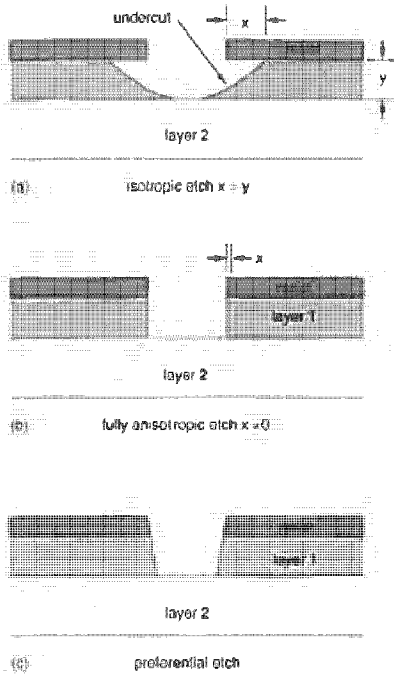 undercut
x
y
layer 2
(a) isotropic etch x = y
x
resist
layer 1
layer 2
(b) fully anisotropic etch x = 0
layer 1
layer 2
(c) preferential etch